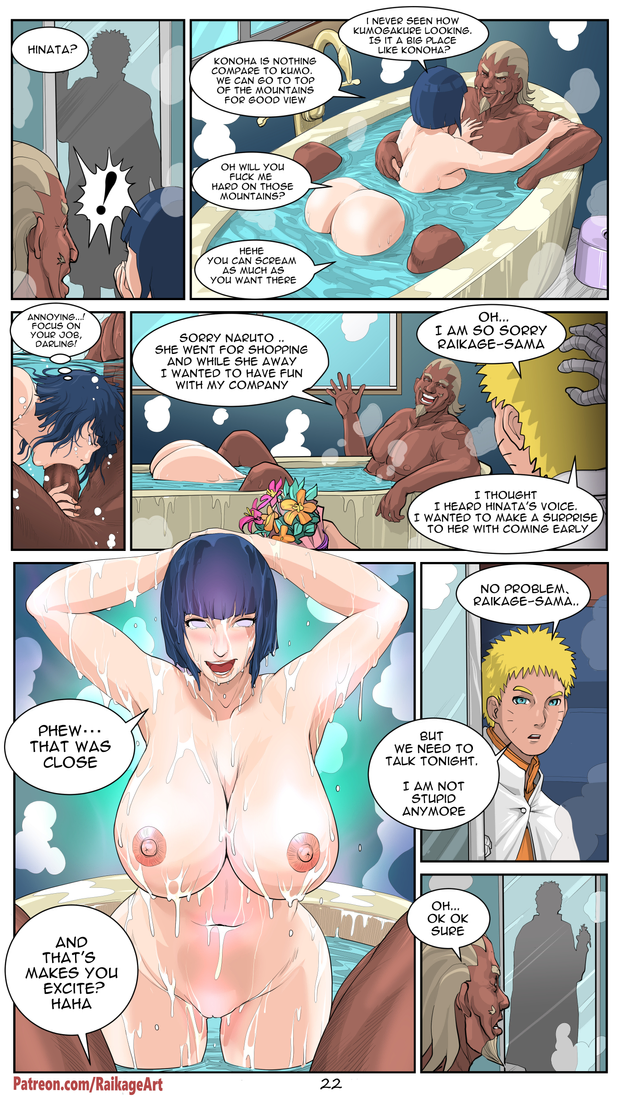 HINATA?
!
I NEVER SEEN HOW
KUMOGAKURE LOOKING.
IS IT A BIG PLACE
LIKE KONOHA?
KONOHA IS NOTHING
COMPARE TO KUMO.
WE CAN GO TO TOP
OF THE MOUNTAINS
FOR GOOD VIEW
OH WILL YOU
FUCK ME
HARD ON THOSE
MOUNTAINS?
HEHE
YOU CAN SCREAM
AS MUCH AS
YOU WANT THERE
ANNOYING...!
FOCUS ON
YOUR JOB,
DARLING!
SORRY NARUTO ..
SHE WENT FOR SHOPPING
AND WHILE SHE AWAY
I WANTED TO HAVE FUN
WITH MY COMPANY
OH...
I AM SO SORRY
RAIKAGE-SAMA
I THOUGHT
I HEARD HINATA'S VOICE.
I WANTED TO MAKE A SURPRISE
TO HER WITH COMING EARLY
PHEW...
THAT WAS
CLOSE
AND
THAT'S
MAKES YOU
EXCITE?
HAHA
NO PROBLEM,
RAIKAGE-SAMA..
BUT
WE NEED TO
TALK TONIGHT.
I AM NOT
STUPID
ANYMORE
OH...
OK OK
SURE
Patreon.com/RaikageArt
22